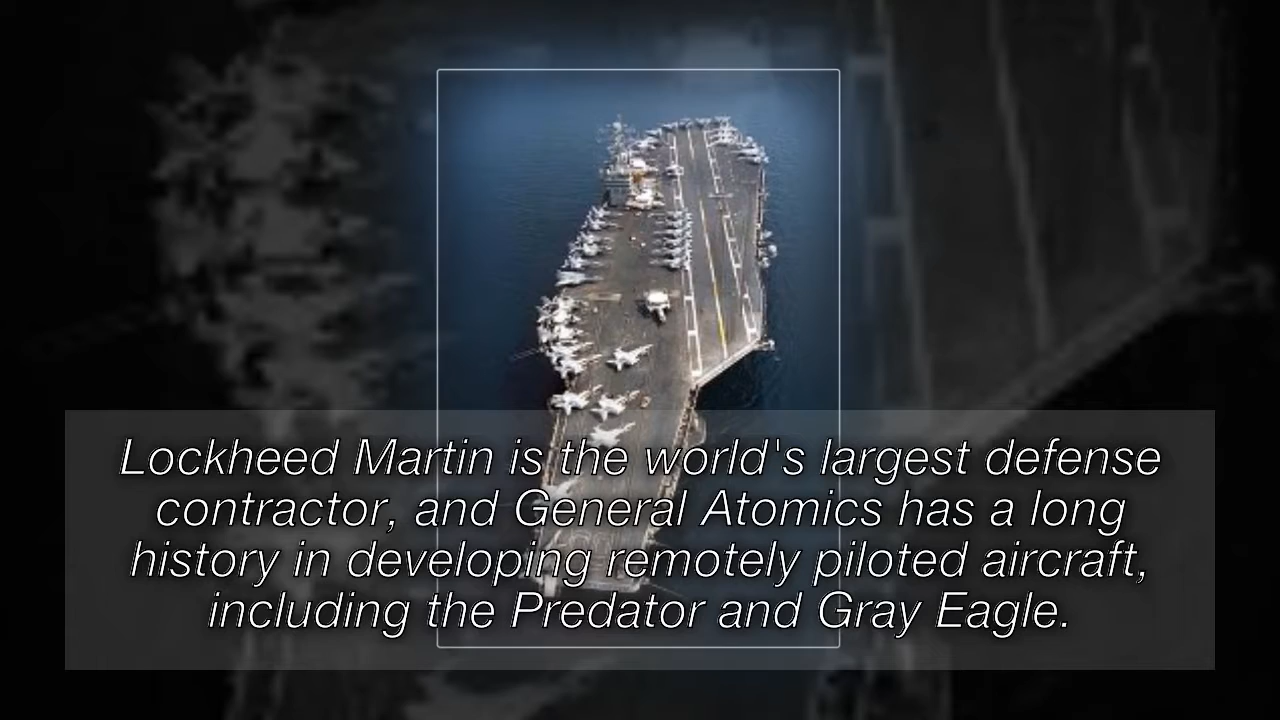 Lockheed Martin is the world's largest defense
contractor, and General Atomics has a long
history in developing remotely piloted aircraft,
including the Predator and Gray Eagle.